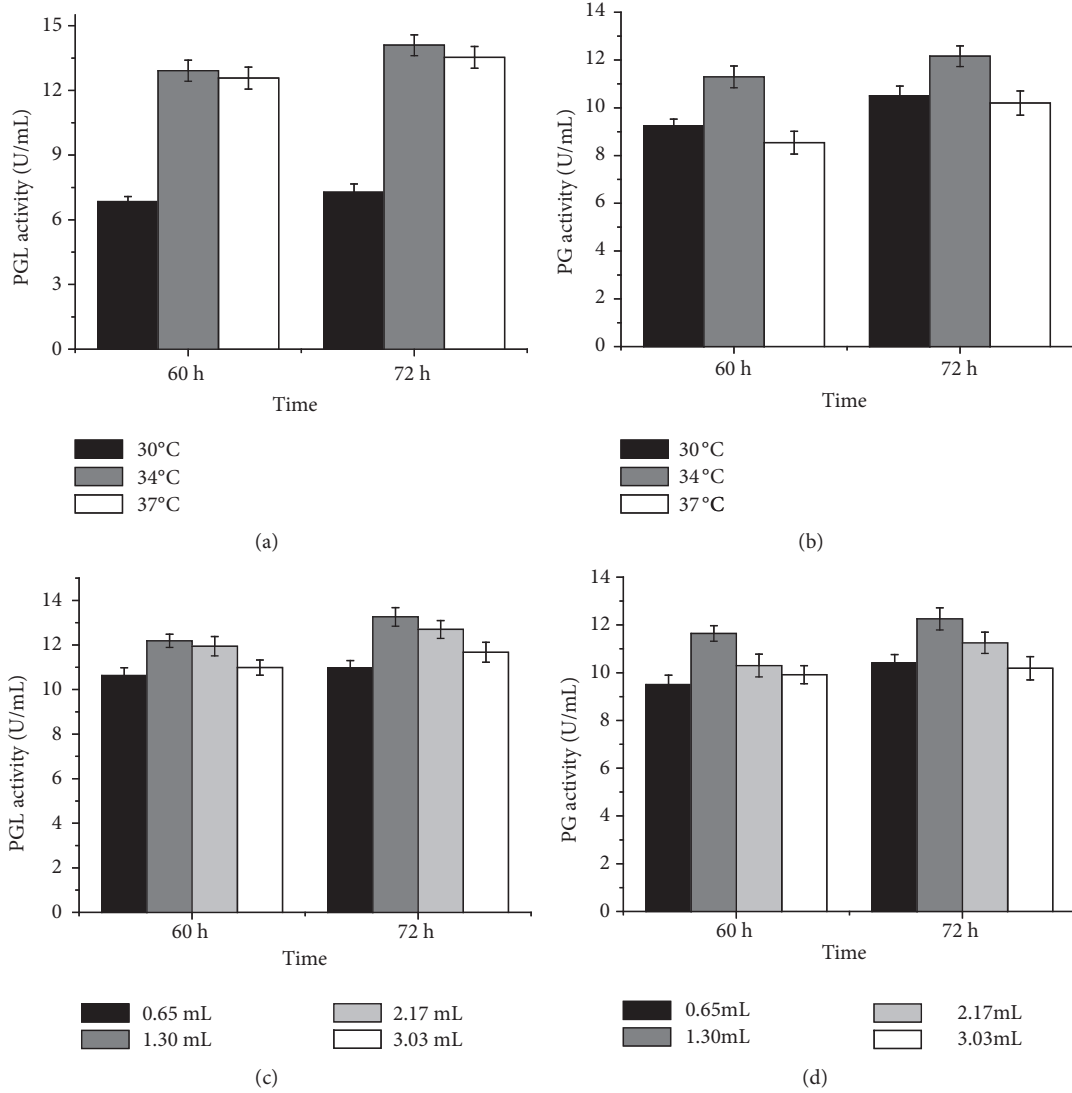 15
12
9
6
3
0
PGL activity (U/mL)
60 h
72 h
Time
30°C
34°C
37°C
(a)
14
12
10
8
6
4
2
0
PG activity (U/mL)
60 h
72 h
Time
30°C
34°C
37°C
(b)
14
12
10
8
6
4
2
0
PGL activity (U/mL)
60 h
72 h
Time
0.65 mL
2.17 mL
1.30 mL
3.03 mL
(c)
14
12
10
8
6
4
2
0
PG activity (U/mL)
60 h
72 h
Time
0.65mL
2.17mL
1.30mL
3.03mL
(d)